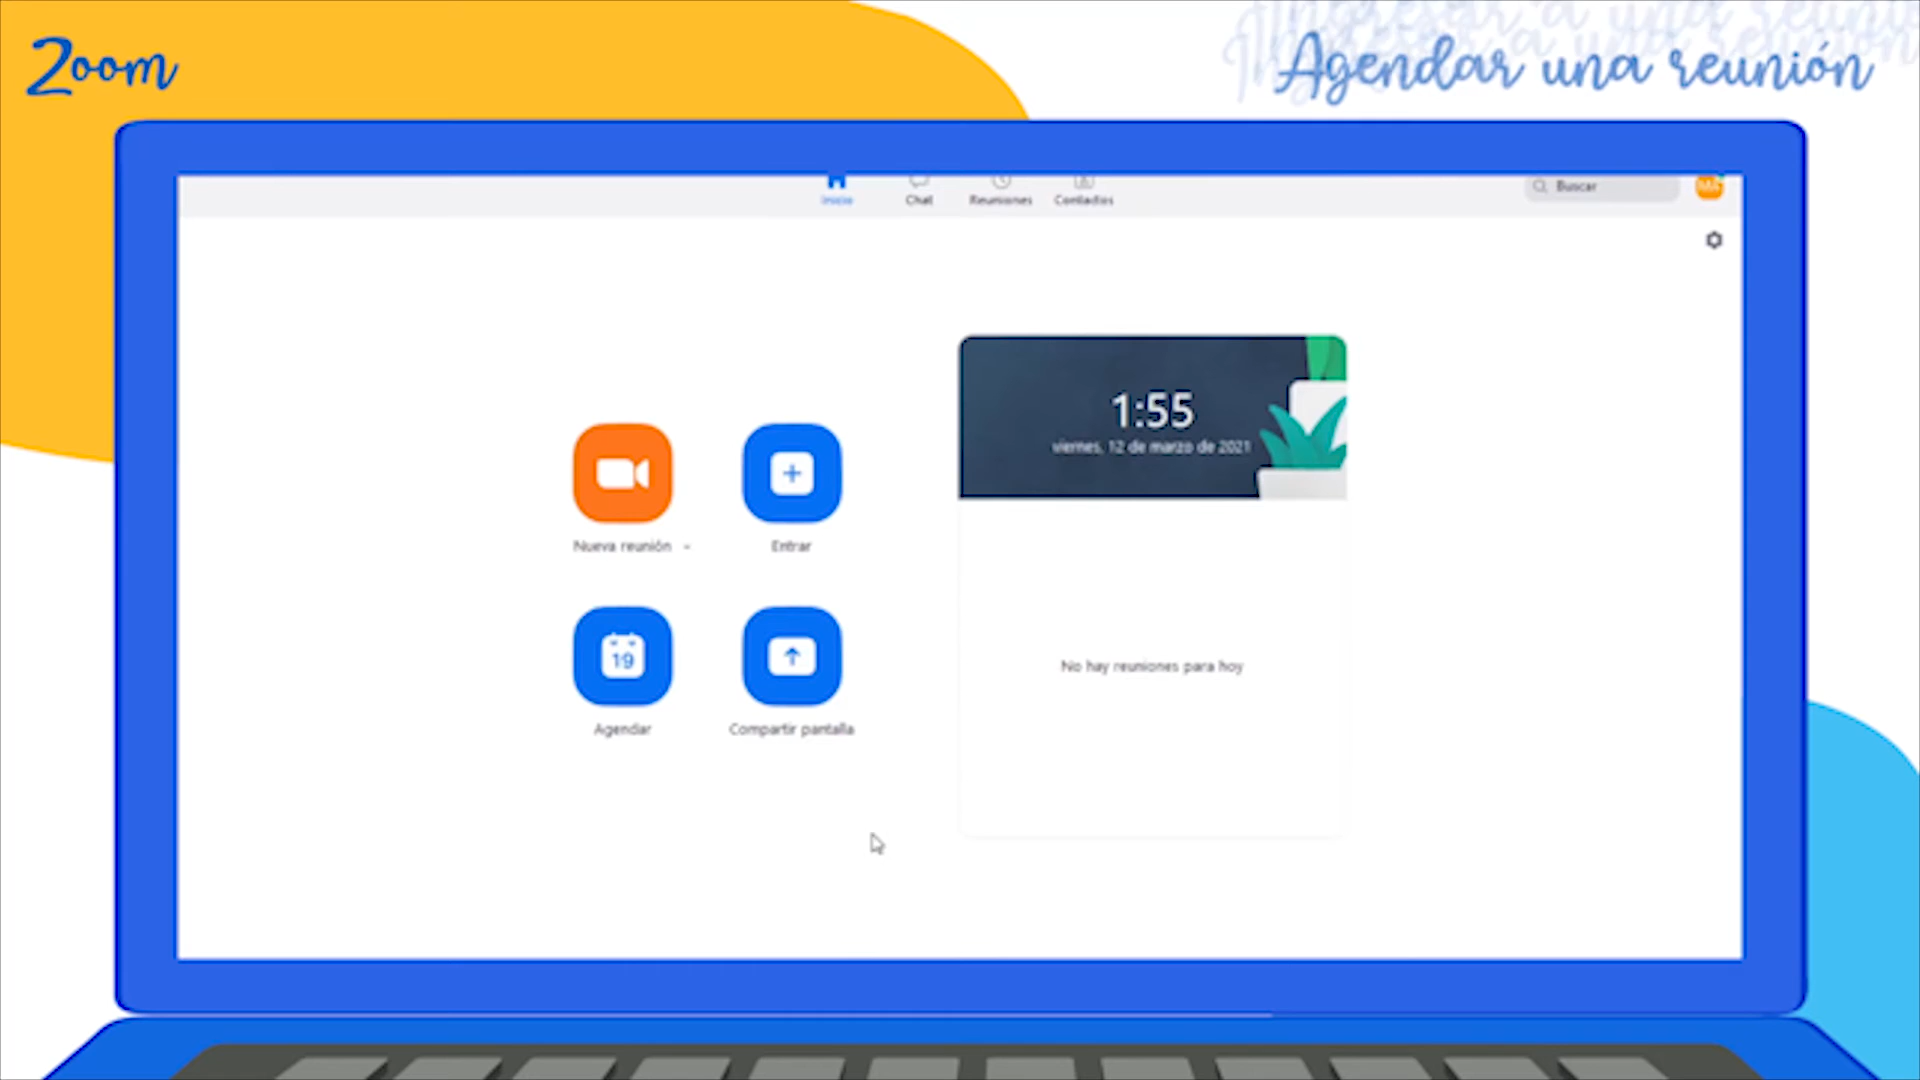 Zoom
Agendar una reunión
Inicio
Chat
Reuniones
Contactos
Buscar
MA
1:55
viernes, 12 de marzo de 2021
Nueva reunión
Entrar
19
Agendar
Compartir pantalla
No hay reuniones para hoy